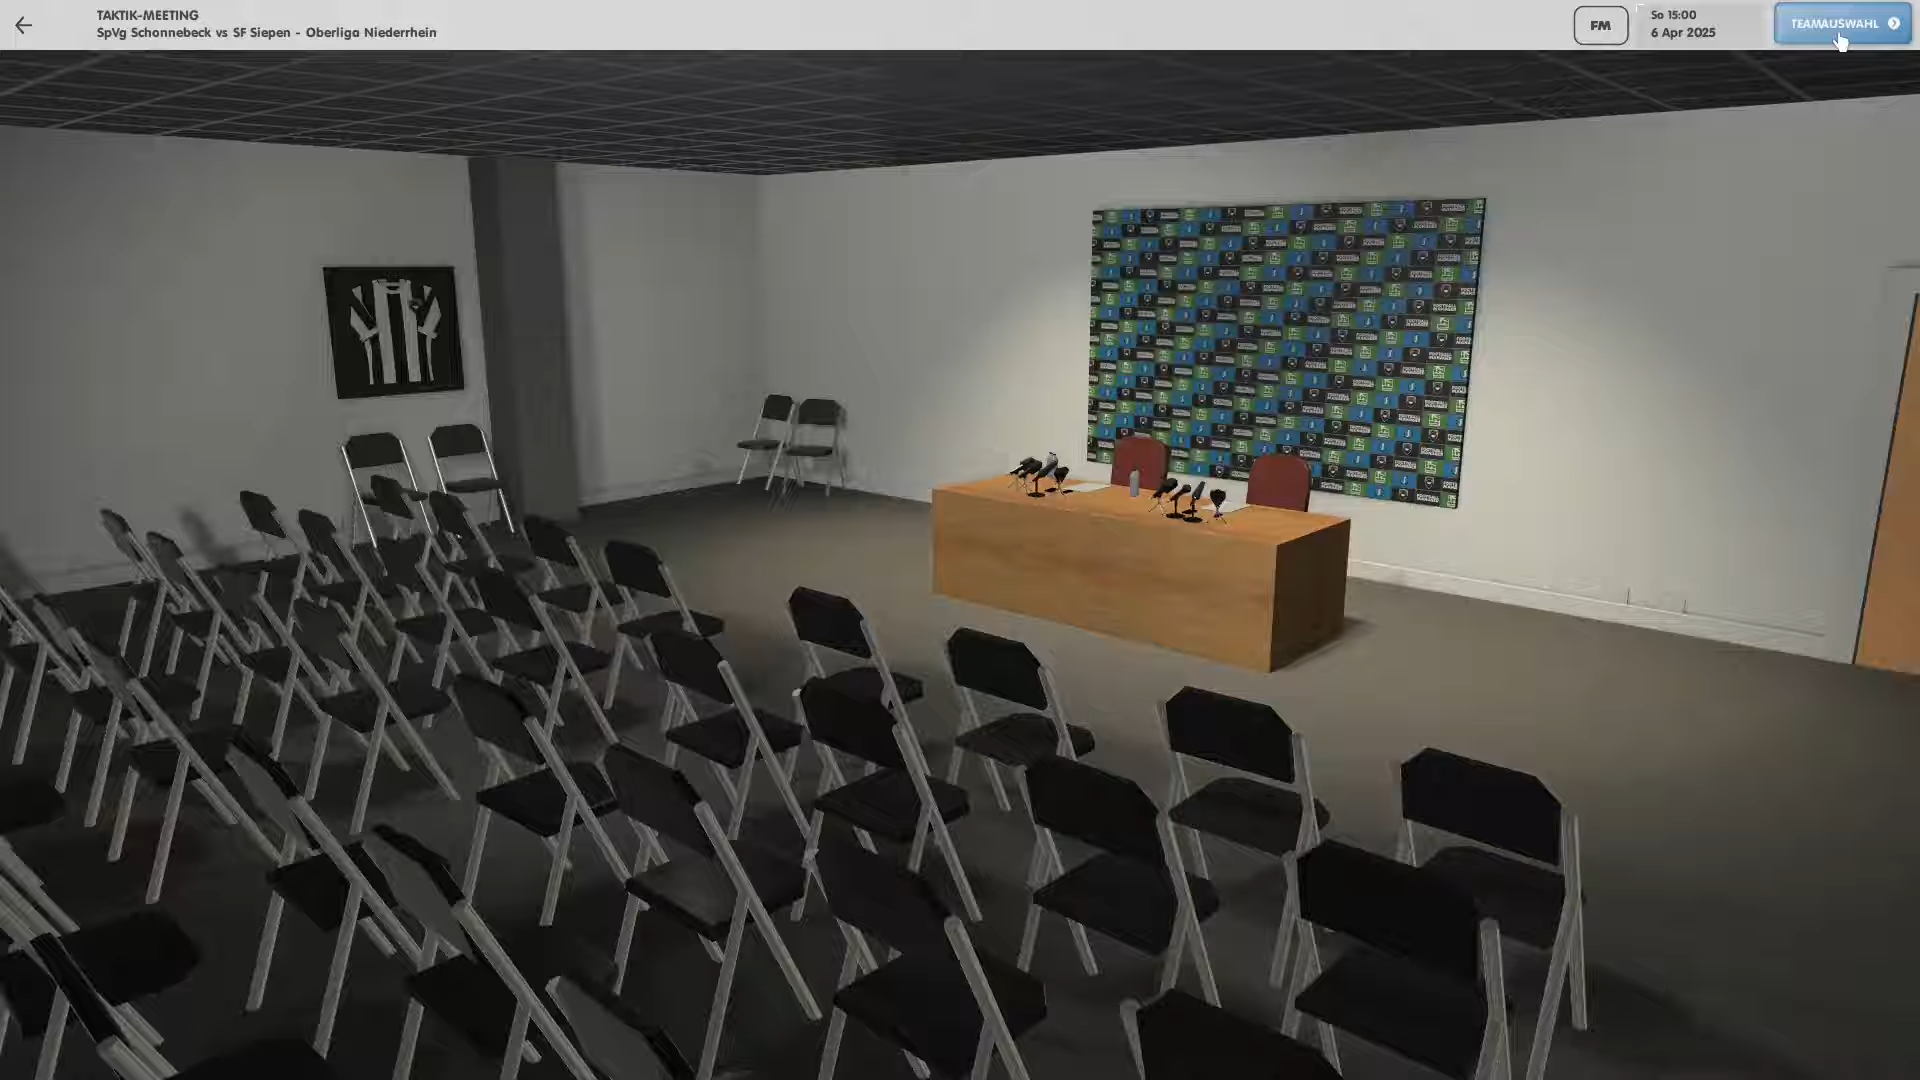 TAKTIK-MEETING
SpVg Schonnebeck vs SF Siepen - Oberliga Niederrhein
FM
So 15:00
6 Apr 2025
TEAMAUSWAHL